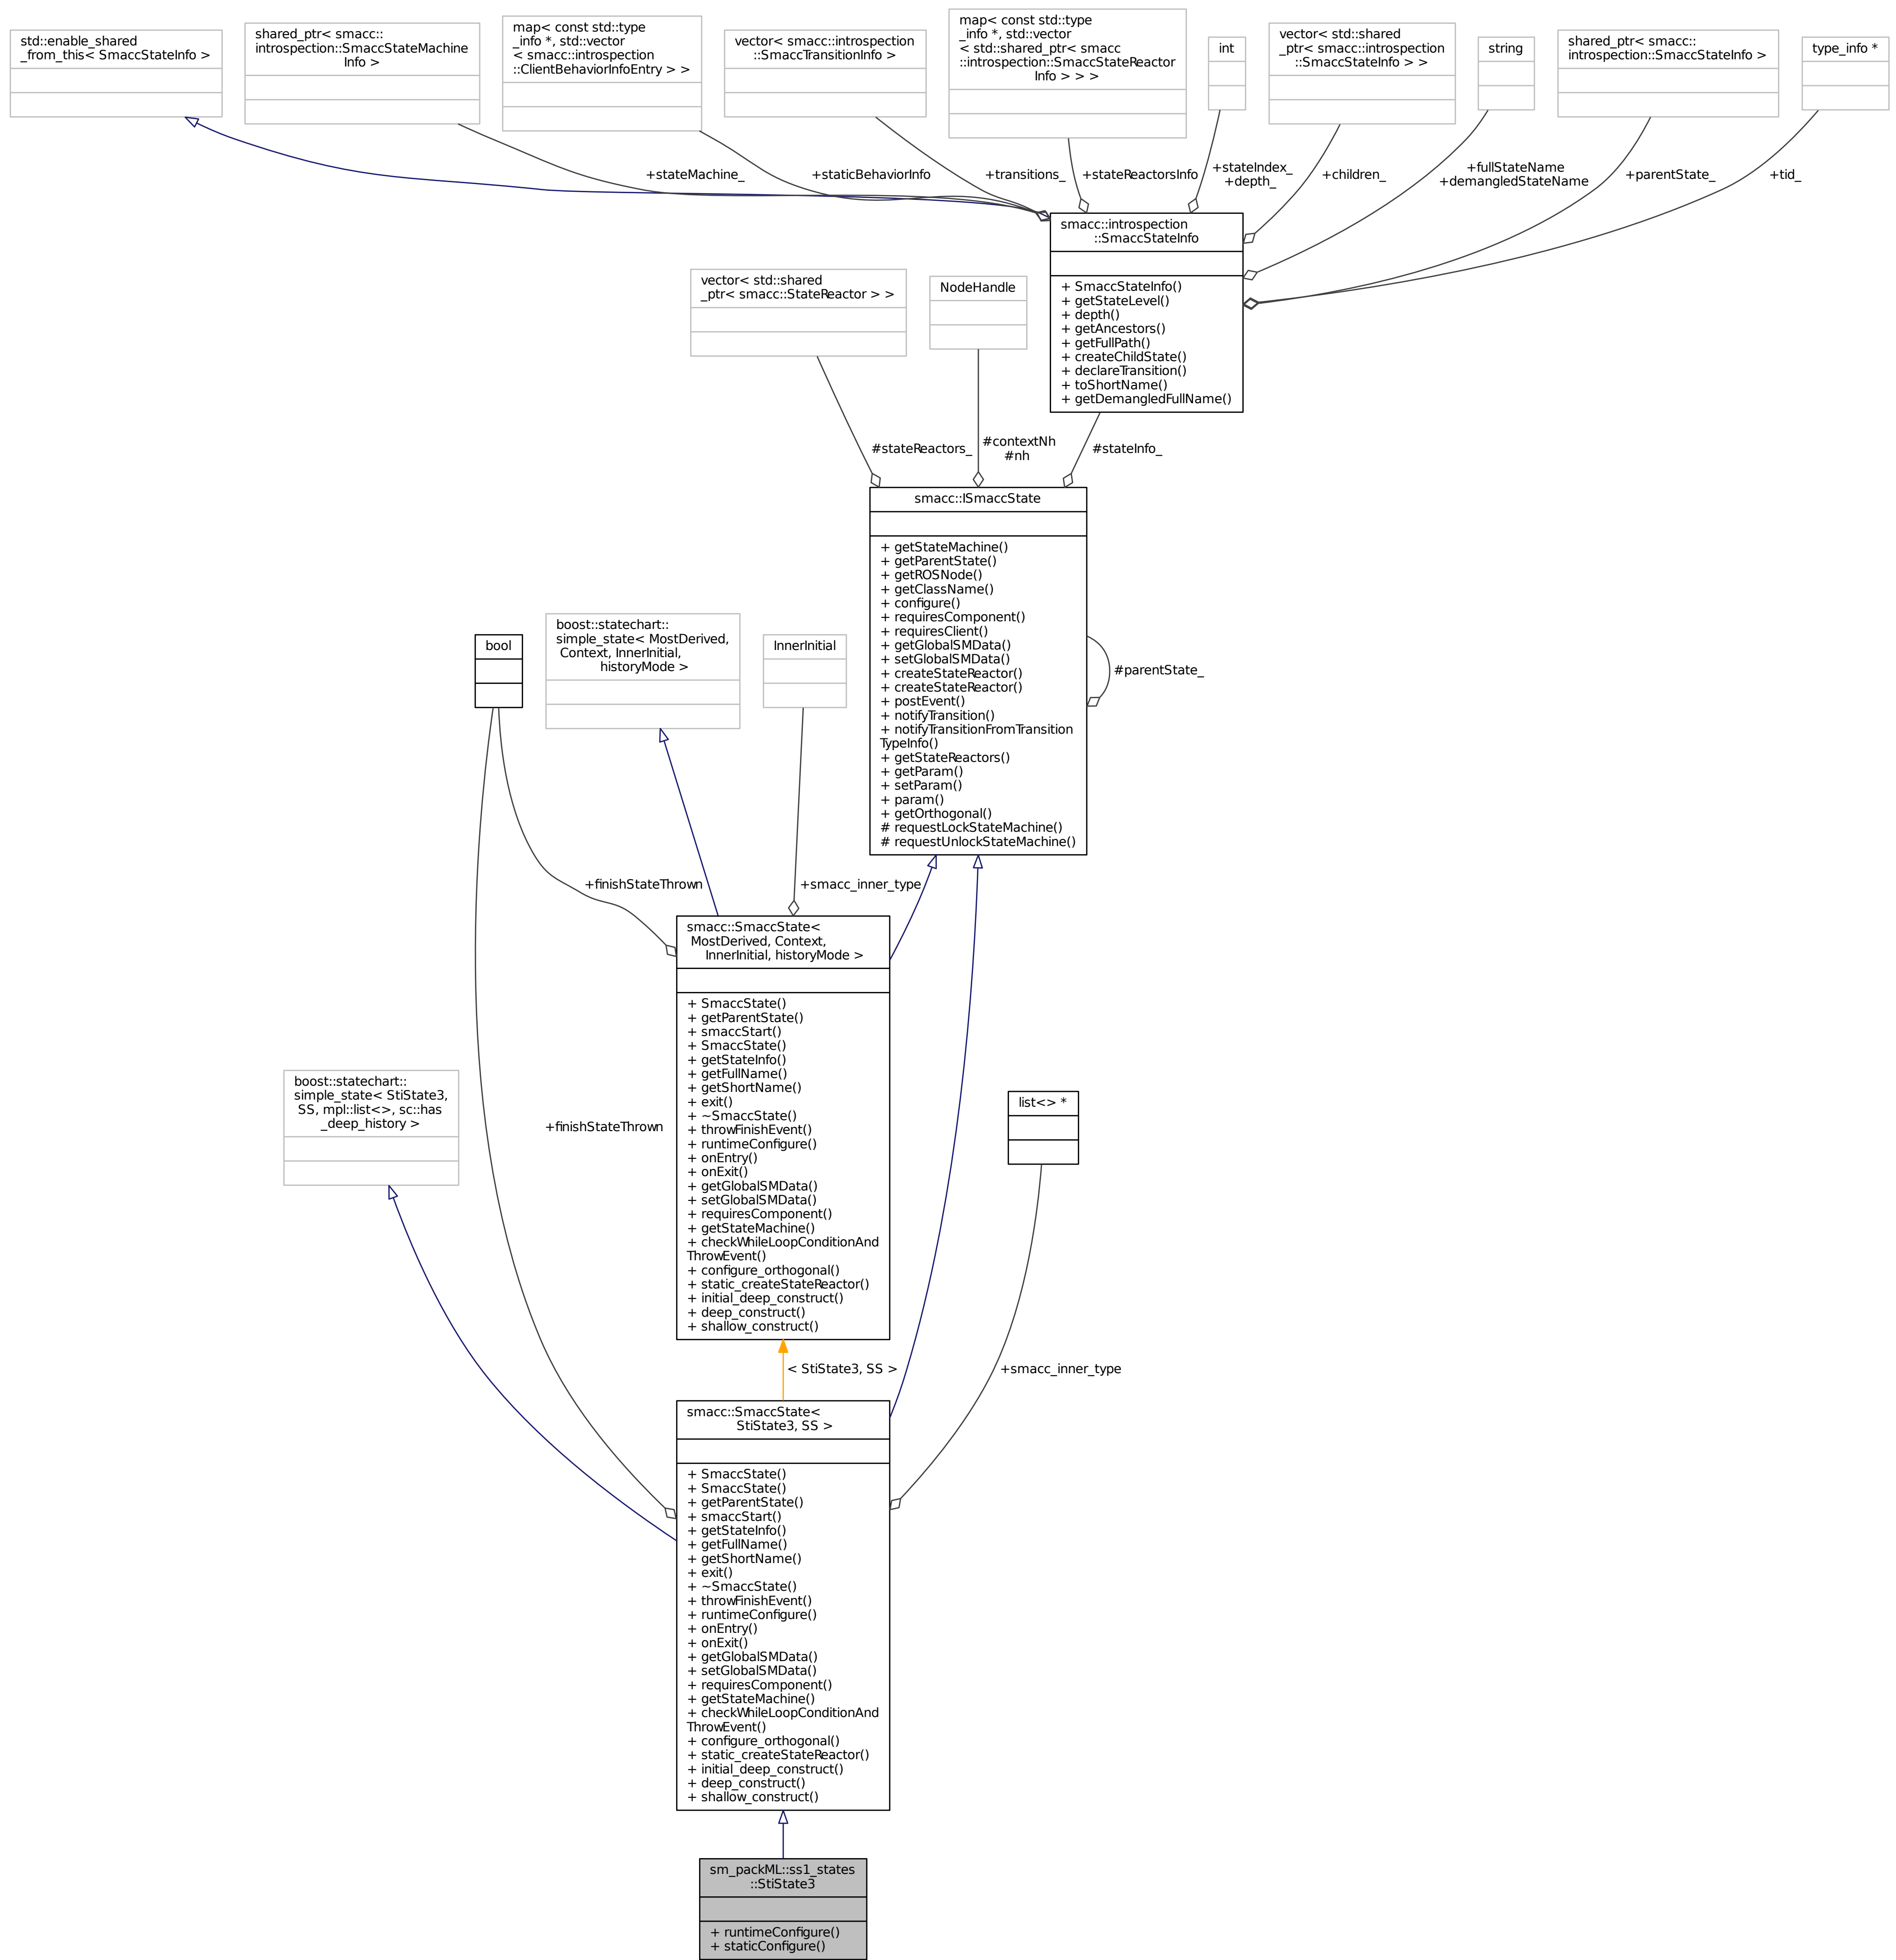 std::enable_shared
_from_this< SmaccStateInfo >
shared_ptr< smacc::
introspection::SmaccStateMachine
Info >
map< const std::type
_info *, std::vector
< smacc::introspection
::ClientBehaviorInfoEntry > >
vector< smacc::introspection
::SmaccTransitionInfo >
map< const std::type
_info *, std::vector
< std::shared_ptr< smacc
::introspection::SmaccStateReactor
Info > > >
int
vector< std::shared
_ptr< smacc::introspection
::SmaccStateInfo > >
string
shared_ptr< smacc::
introspection::SmaccStateInfo >
type_info *
+stateMachine_
+staticBehaviorInfo
+transitions_
+stateReactorsInfo
+stateIndex_
+depth_
+children_
+fullStateName
+demangledStateName
+parentState_
+tid_
smacc::introspection
::SmaccStateInfo
+ SmaccStateInfo()
+ getStateLevel()
+ depth()
+ getAncestors()
+ getFullPath()
+ createChildState()
+ declareTransition()
+ toShortName()
+ getDemangledFullName()
vector< std::shared
_ptr< smacc::StateReactor > >
NodeHandle
#stateReactors_
#contextNh
#nh
#stateInfo_
smacc::ISmaccState
+ getStateMachine()
+ getParentState()
+ getROSNode()
+ getClassName()
+ configure()
+ requiresComponent()
+ requiresClient()
+ getGlobalSMData()
+ setGlobalSMData()
+ createStateReactor()
+ createStateReactor()
+ postEvent()
+ notifyTransition()
+ notifyTransitionFromTransition
TypeInfo()
+ getStateReactors()
+ getParam()
+ setParam()
+ param()
+ getOrthogonal()
# requestLockStateMachine()
# requestUnlockStateMachine()
#parentState_
bool
boost::statechart::
simple_state< MostDerived,
Context, InnerInitial,
historyMode >
InnerInitial
+finishStateThrown
+smacc_inner_type
smacc::SmaccState<
MostDerived, Context,
InnerInitial, historyMode >
+ SmaccState()
+ getParentState()
+ smaccStart()
+ SmaccState()
+ getStateInfo()
+ getFullName()
+ getShortName()
+ exit()
+ ~SmaccState()
+ throwFinishEvent()
+ runtimeConfigure()
+ onEntry()
+ onExit()
+ getGlobalSMData()
+ setGlobalSMData()
+ requiresComponent()
+ getStateMachine()
+ checkWhileLoopConditionAnd
ThrowEvent()
+ configure_orthogonal()
+ static_createStateReactor()
+ initial_deep_construct()
+ deep_construct()
+ shallow_construct()
boost::statechart::
simple_state< StiState3,
SS, mpl::list<>, sc::has
_deep_history >
+finishStateThrown
list<> *
< StiState3, SS >
+smacc_inner_type
smacc::SmaccState<
StiState3, SS >
+ SmaccState()
+ SmaccState()
+ getParentState()
+ smaccStart()
+ getStateInfo()
+ getFullName()
+ getShortName()
+ exit()
+ ~SmaccState()
+ throwFinishEvent()
+ runtimeConfigure()
+ onEntry()
+ onExit()
+ getGlobalSMData()
+ setGlobalSMData()
+ requiresComponent()
+ getStateMachine()
+ checkWhileLoopConditionAnd
ThrowEvent()
+ configure_orthogonal()
+ static_createStateReactor()
+ initial_deep_construct()
+ deep_construct()
+ shallow_construct()
sm_packML::ss1_states
::StiState3
+ runtimeConfigure()
+ staticConfigure()